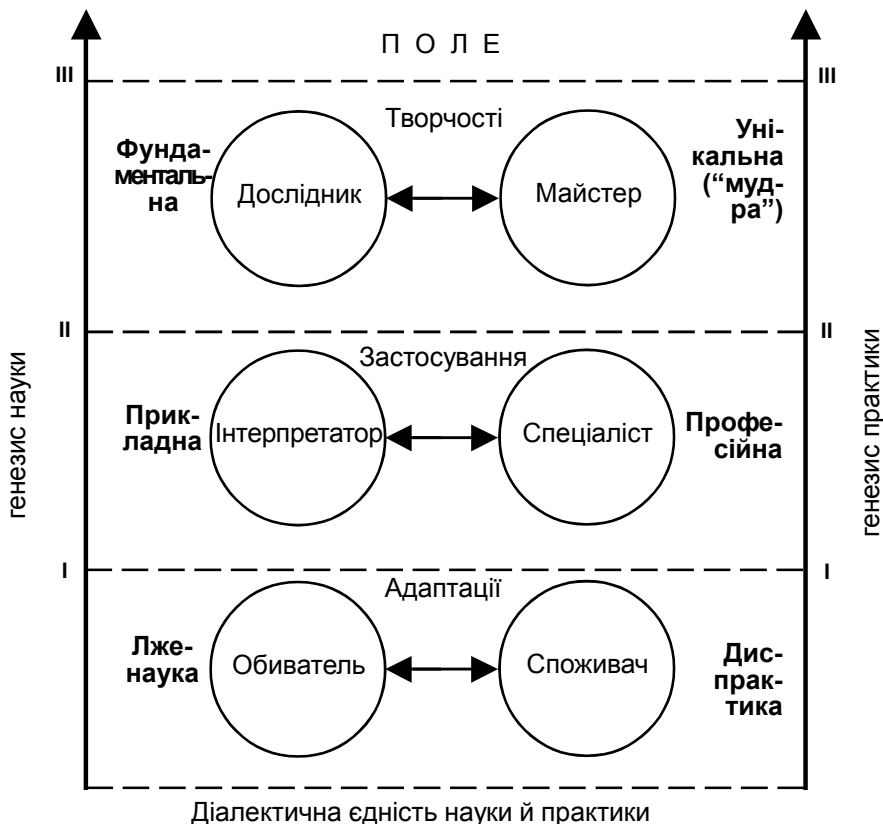 П О Л Е
III
III
Творчості
Фунда-
менталь-
на
Дослідник
Майстер
Уні-
кальна
(“муд-
ра”)
II
II
Застосування
Прик-
ладна
Інтерпретатор
Спеціаліст
Профе-
сійна
генезис науки
генезис практики
I
I
Адаптації
Лже-
наука
Обиватель
Споживач
Дис-
прак-
тика
Діалектична єдність науки й практики